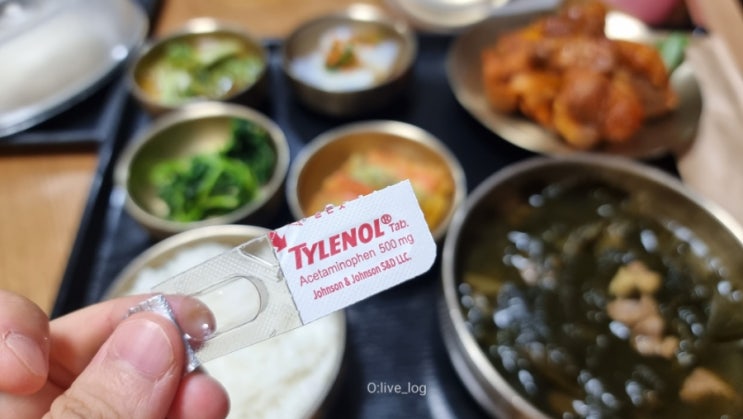 TYLENOL® Tab.
Acetaminophen 500 mg
Johnson & Johnson S&D LLC.
O:live_log